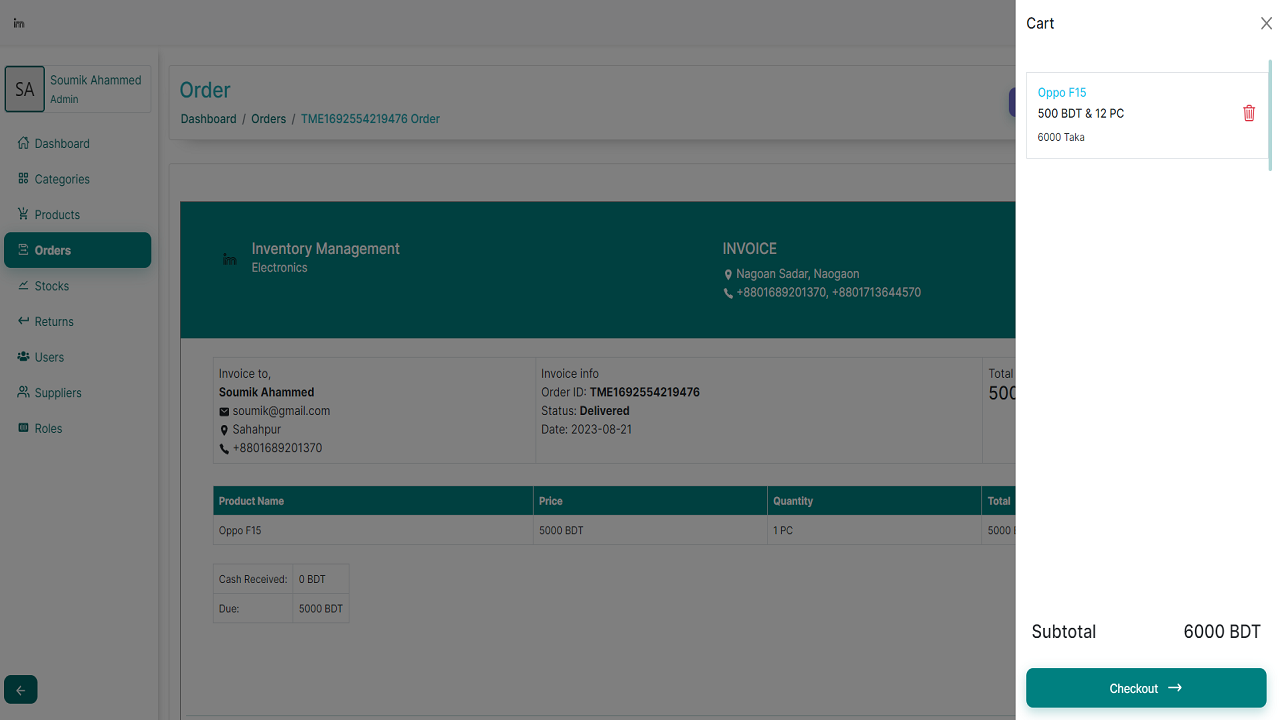 im
Cart
SA
Soumik Ahammed
Admin
Dashboard
Categories
Products
Orders
Stocks
Returns
Users
Suppliers
Roles
Order
Dashboard / Orders / TME1692554219476 Order
im
Inventory Management
Electronics
INVOICE
Nagoan Sadar, Naogaon
+8801689201370, +8801713644570
Invoice to,
Soumik Ahammed
soumik@gmail.com
Sahahpur
+8801689201370
Invoice info
Order ID: TME1692554219476
Status: Delivered
Date: 2023-08-21
Total
500
Product Name Price Quantity Total
Oppo F15 5000 BDT 1 PC 5000
Cash Received: 0 BDT
Due: 5000 BDT
Oppo F15
500 BDT & 12 PC
6000 Taka
Subtotal 6000 BDT
Checkout